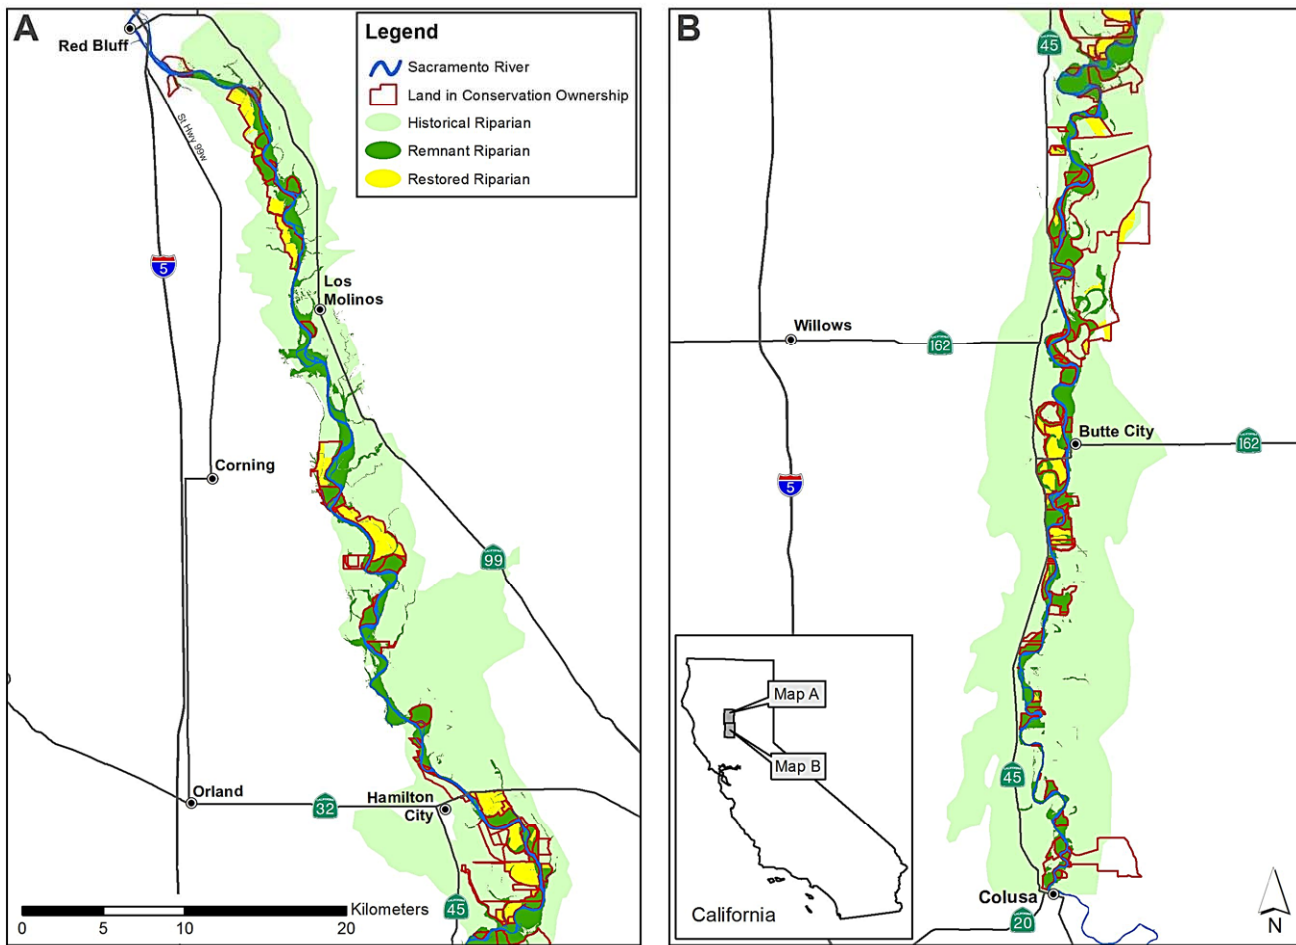 A
Red Bluff
Legend
Sacramento River
Land in Conservation Ownership
Historical Riparian
Remnant Riparian
Restored Riparian
St Hwy 99w
5
Los
Molinos
Corning
99
Orland
32
Hamilton
City
45
Kilometers
0 5 10 20
B
45
Willows
162
Butte City
162
5
Map A
Map B
California
45
Colusa
20
N